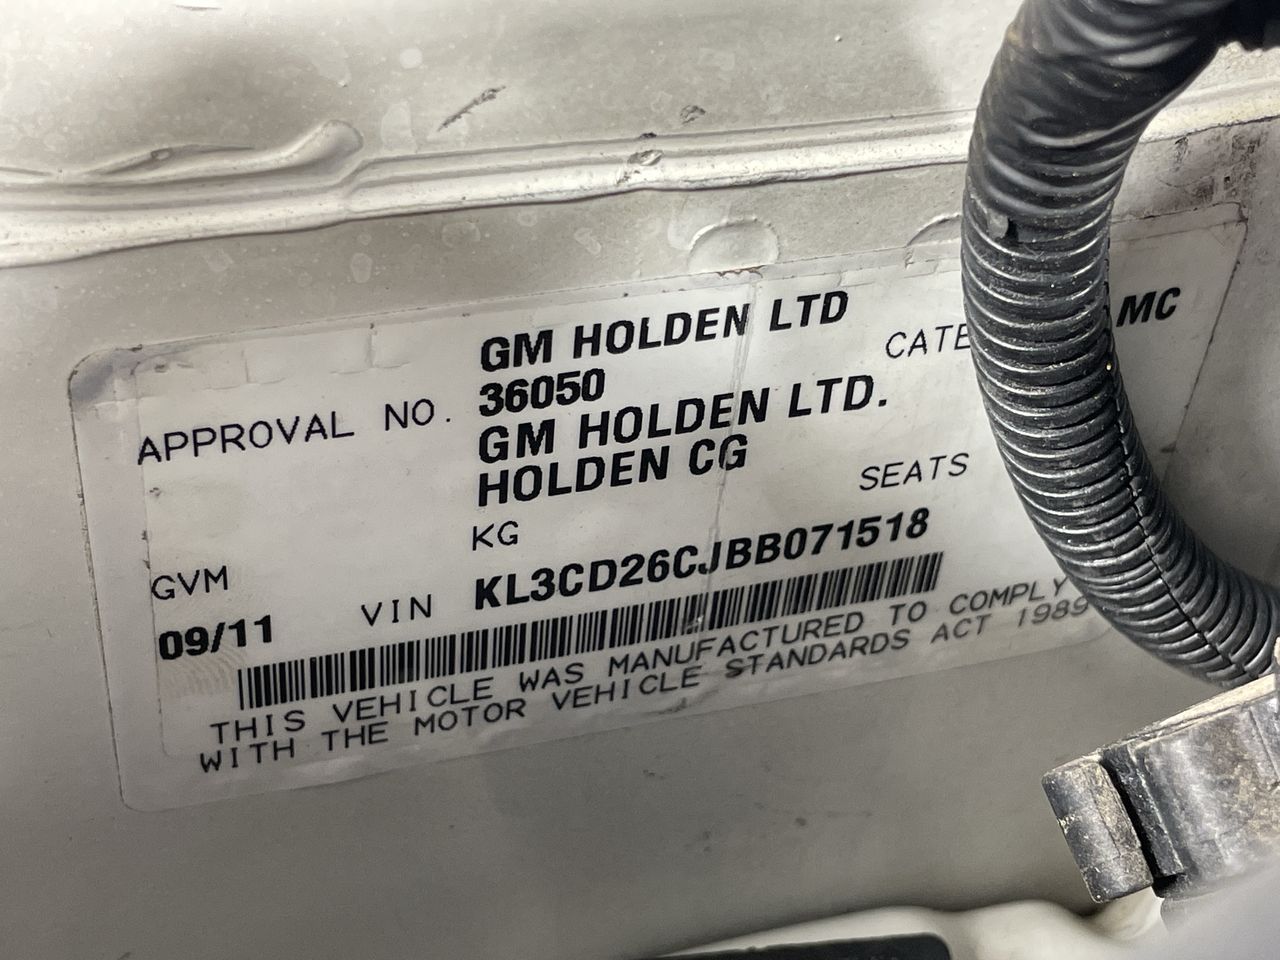 GM HOLDEN LTD
APPROVAL NO. 36050 CATE MC
GM HOLDEN LTD.
HOLDEN CG
GVM KG SEATS
09/11 VIN KL3CD26CJBB071518
THIS VEHICLE WAS MANUFACTURED TO COMPLY
WITH THE MOTOR VEHICLE STANDARDS ACT 1989